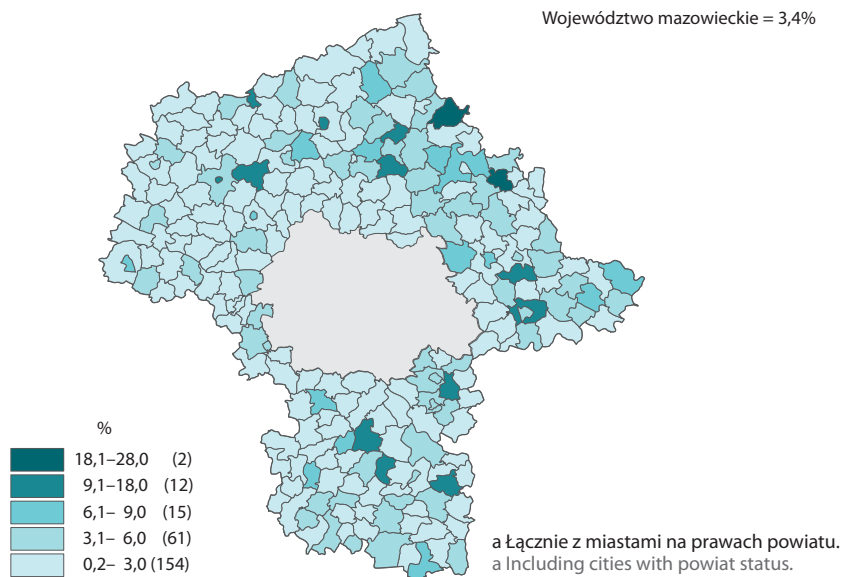 Województwo mazowieckie = 3,4%
%
18,1–28,0 (2)
9,1–18,0 (12)
6,1– 9,0 (15)
3,1– 6,0 (61)
0,2– 3,0 (154)
a Łącznie z miastami na prawach powiatu.
a Including cities with powiat status.